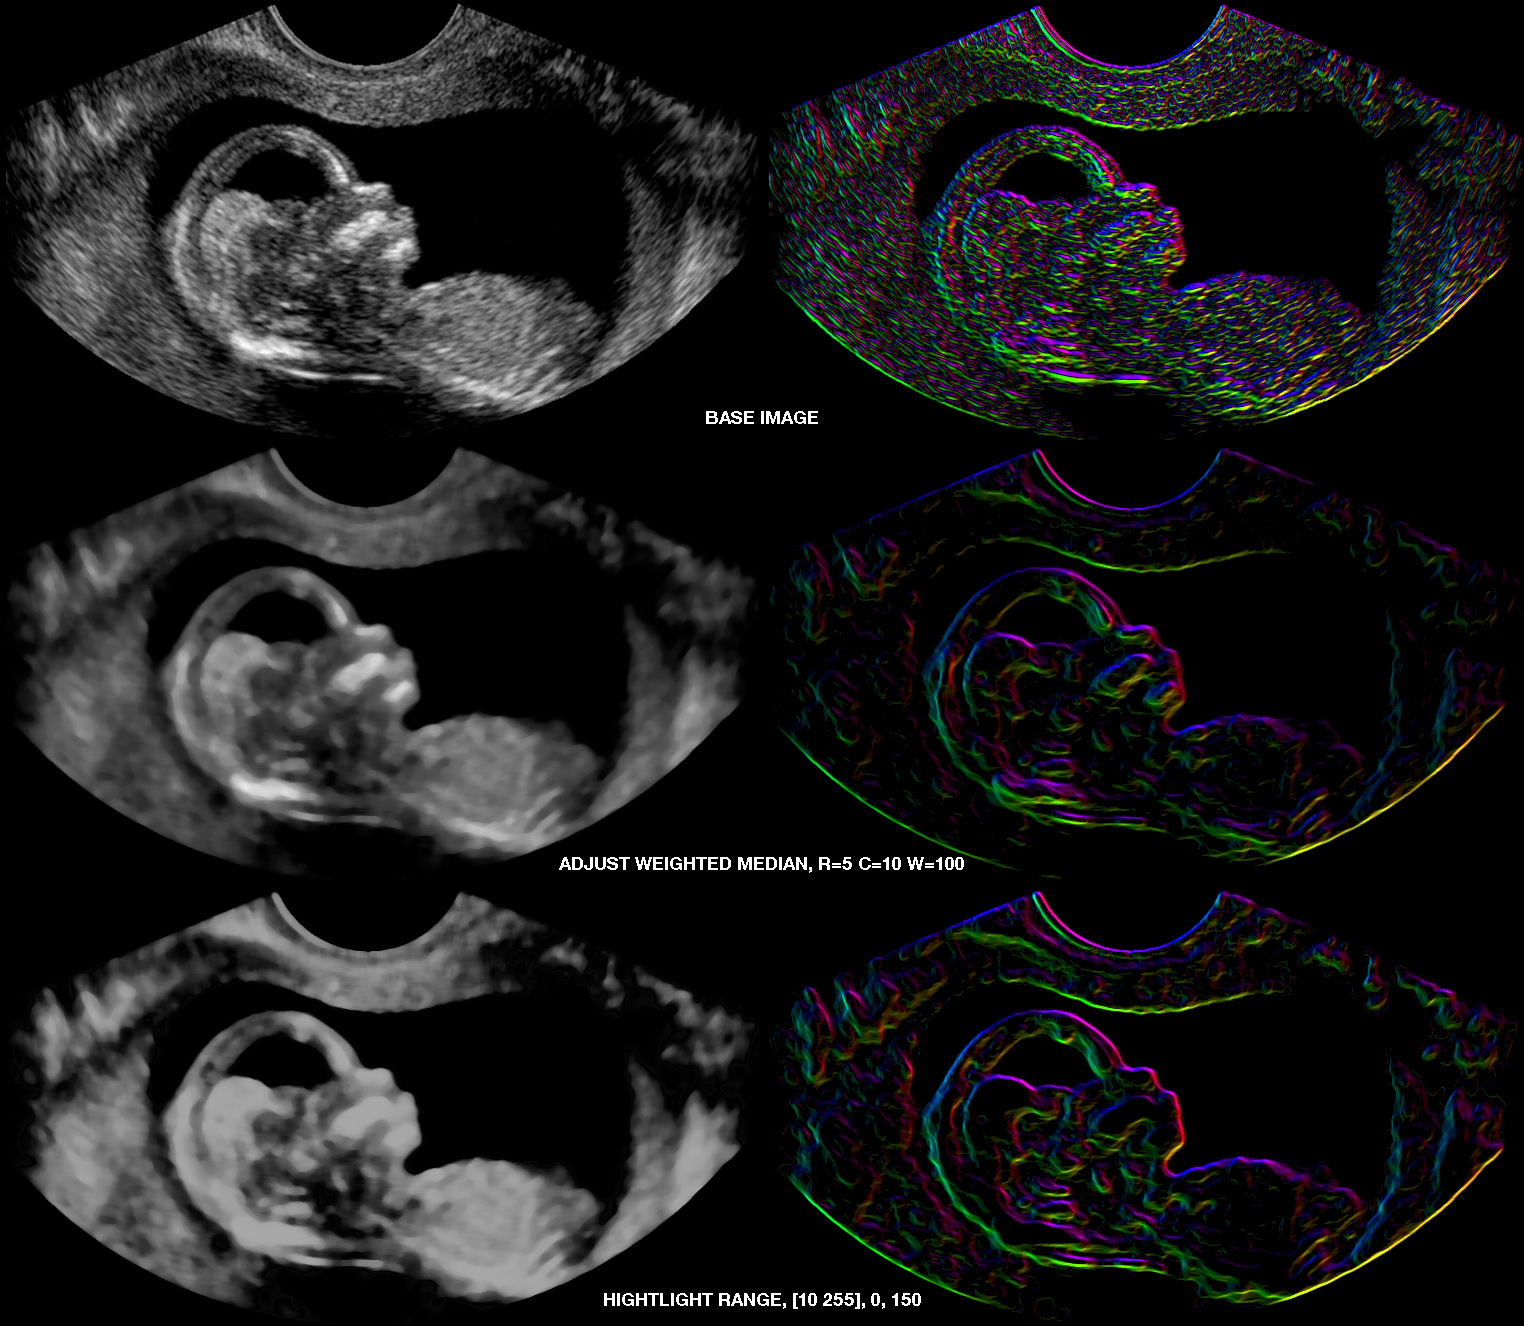 BASE IMAGE
ADJUST WEIGHTED MEDIAN, R=5 C=10 W=100
HIGHTLIGHT RANGE, [10 255], 0, 150